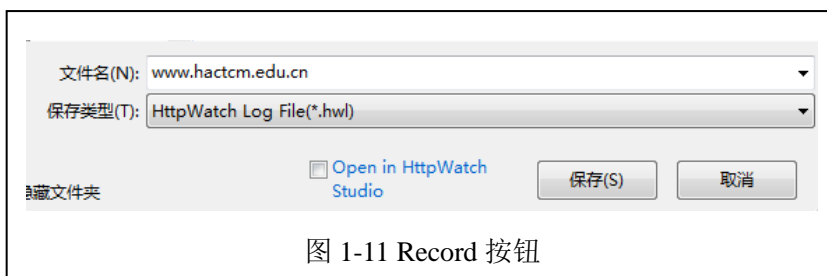 文件名(N): www.hactcm.edu.cn
保存类型(T): HttpWatch Log File(*.hwl)
Open in HttpWatch
Studio
保存(S)
取消
藏文件夹
图 1-11 Record 按钮